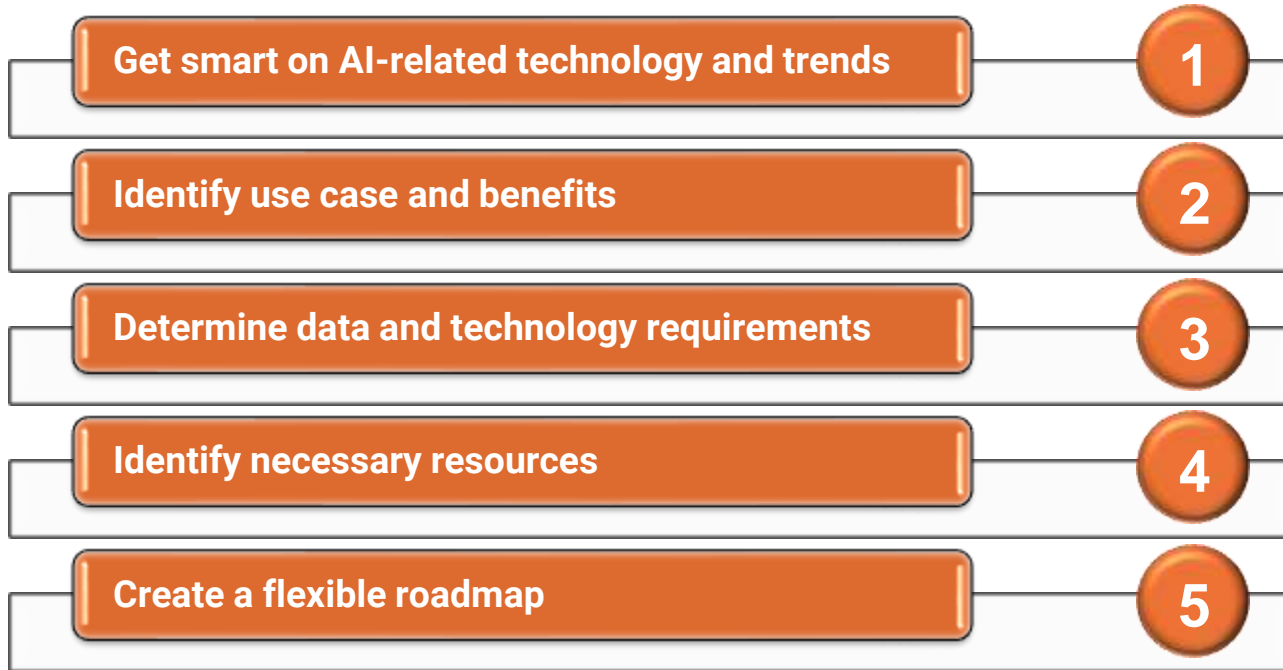 Get smart on AI-related technology and trends 1
Identify use case and benefits 2
Determine data and technology requirements 3
Identify necessary resources 4
Create a flexible roadmap 5